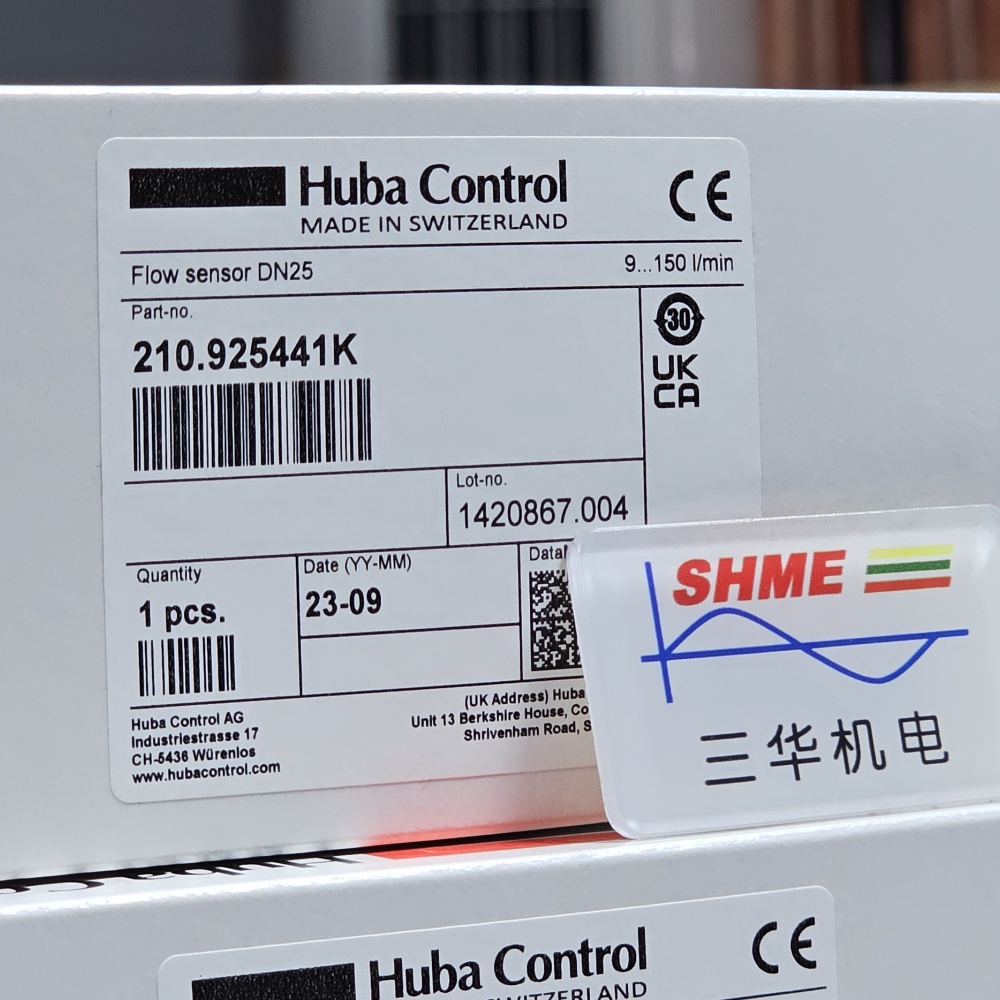 Huba Control
CE
MADE IN SWITZERLAND
Flow sensor DN25
9...150 l/min
Part-no.
210.925441K
30
UK
CA
Lot-no.
1420867.004
Quantity
1 pcs.
Date (YY-MM)
23-09
Huba Control AG
Industriestrasse 17
CH-5436 Würenlos
www.hubacontrol.com
(UK Address) Huba
Unit 13 Berkshire House,
Shrivenham Road,
SHME
三华机电
Huba Control
CE